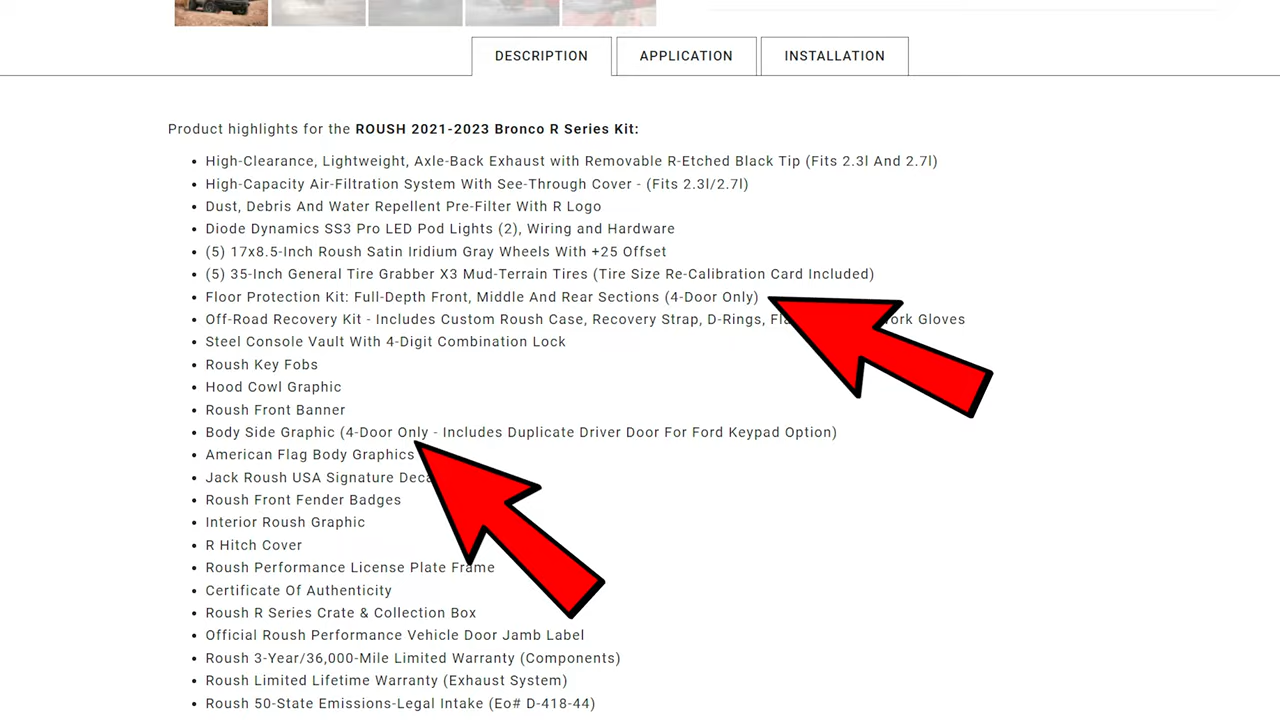 DESCRIPTION
APPLICATION
INSTALLATION
Product highlights for the ROUSH 2021-2023 Bronco R Series Kit:
High-Clearance, Lightweight, Axle-Back Exhaust with Removable R-Etched Black Tip (Fits 2.3l And 2.7l)
High-Capacity Air-Filtration System With See-Through Cover - (Fits 2.3l/2.7l)
Dust, Debris And Water Repellent Pre-Filter With R Logo
Diode Dynamics SS3 Pro LED Pod Lights (2), Wiring and Hardware
(5) 17x8.5-Inch Roush Satin Iridium Gray Wheels With +25 Offset
(5) 35-Inch General Tire Grabber X3 Mud-Terrain Tires (Tire Size Re-Calibration Card Included)
Floor Protection Kit: Full-Depth Front, Middle And Rear Sections (4-Door Only)
Off-Road Recovery Kit - Includes Custom Roush Case, Recovery Strap, D-Rings, Gloves
Steel Console Vault With 4-Digit Combination Lock
Roush Key Fobs
Hood Cowl Graphic
Roush Front Banner
Body Side Graphic (4-Door Only - Includes Duplicate Driver Door For Ford Keypad Option)
American Flag Body Graphics
Jack Roush USA Signature
Roush Front Fender Badges
Interior Roush Graphic
R Hitch Cover
Roush Performance License Plate Frame
Certificate Of Authenticity
Roush R Series Crate & Collection Box
Official Roush Performance Vehicle Door Jamb Label
Roush 3-Year/36,000-Mile Limited Warranty (Components)
Roush Limited Lifetime Warranty (Exhaust System)
Roush 50-State Emissions-Legal Intake (Eo# D-418-44)